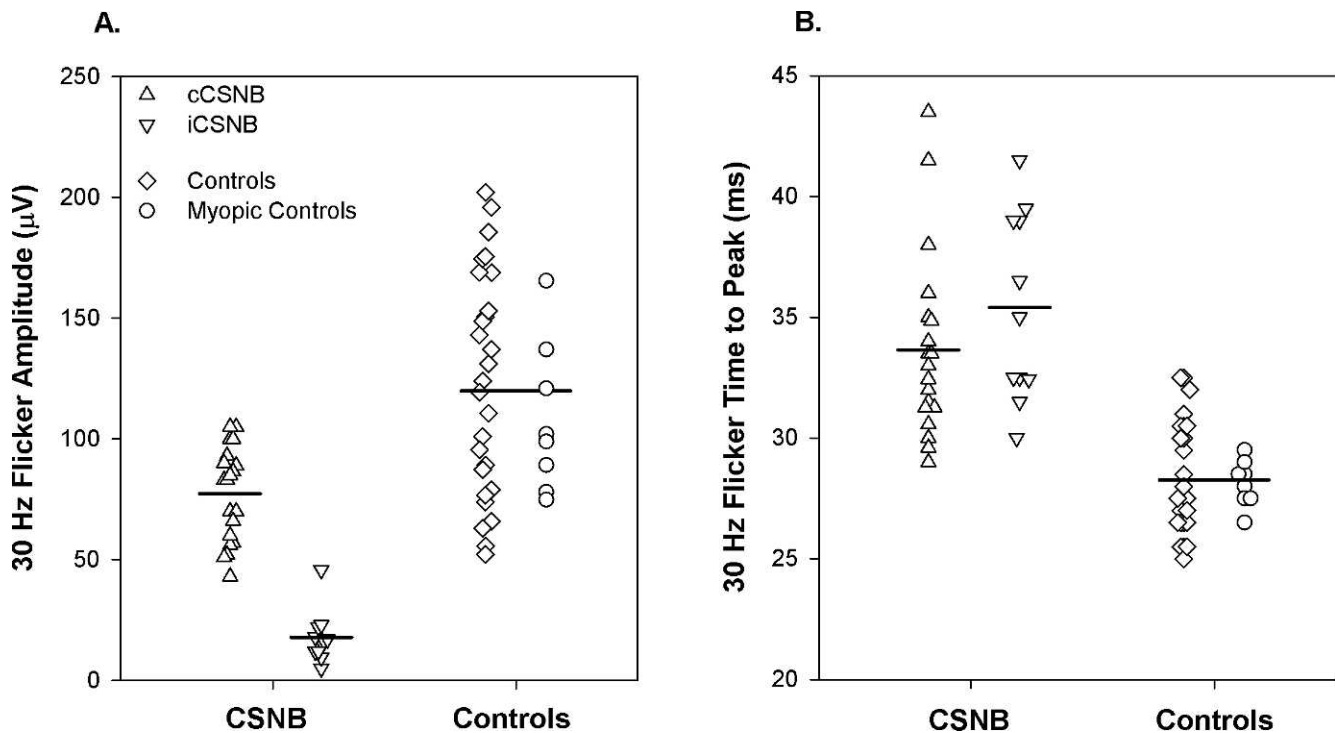 A.
30 Hz Flicker Amplitude (μV)
250
200
150
100
50
0
cCSNB
iCSNB
Controls
Myopic Controls
CSNB
Controls
B.
30 Hz Flicker Time to Peak (ms)
45
40
35
30
25
20
CSNB
Controls